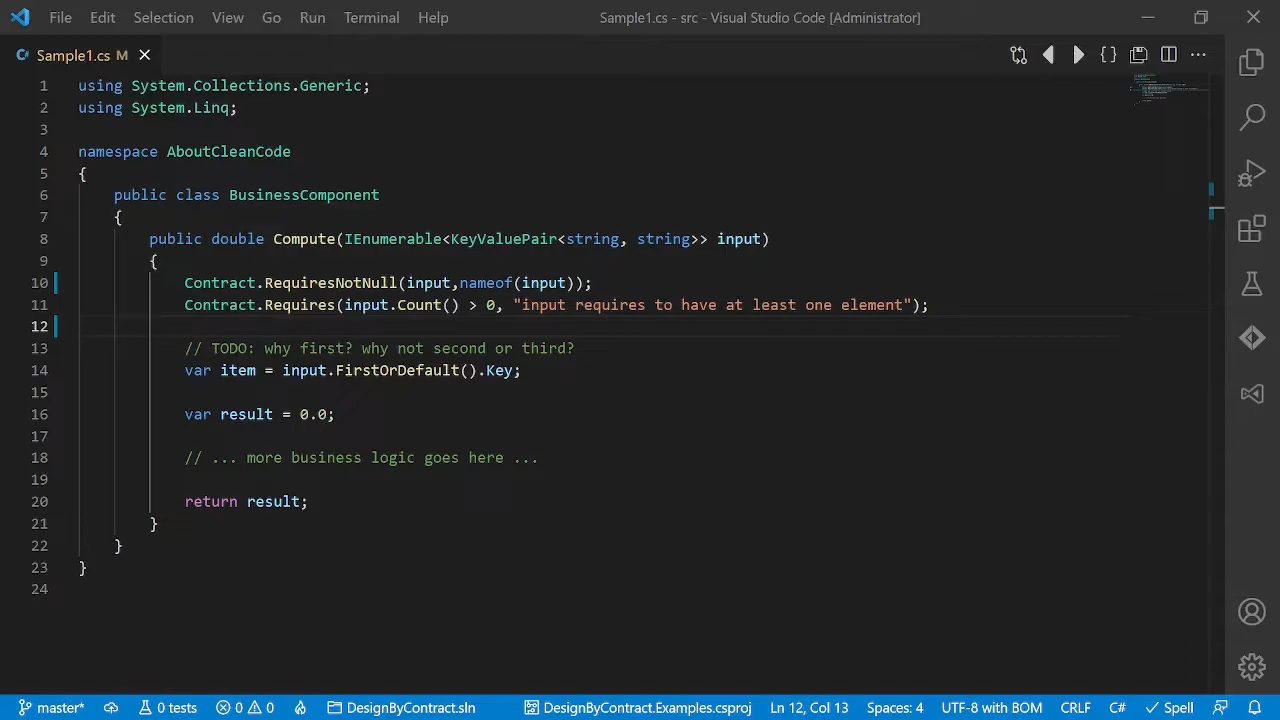 File Edit Selection View Go Run Terminal Help Sample1.cs - src - Visual Studio Code [Administrator]
Sample1.cs M
1 using System.Collections.Generic;
2 using System.Linq;
3
4 namespace AboutCleanCode
5 {
6 public class BusinessComponent
7 {
8 public double Compute(IEnumerable<KeyValuePair<string, string>> input)
9 {
10 Contract.RequiresNotNull(input,nameof(input));
11 Contract.Requires(input.Count() > 0, "input requires to have at least one element");
12
13 // TODO: why first? why not second or third?
14 var item = input.FirstOrDefault().Key;
15
16 var result = 0.0;
17
18 // ... more business logic goes here ...
19
20 return result;
21 }
22 }
23 }
24
master* 0 tests 0 0 DesignByContract.sln DesignByContract.Examples.csproj Ln 12, Col 13 Spaces: 4 UTF-8 with BOM CRLF C# Spell